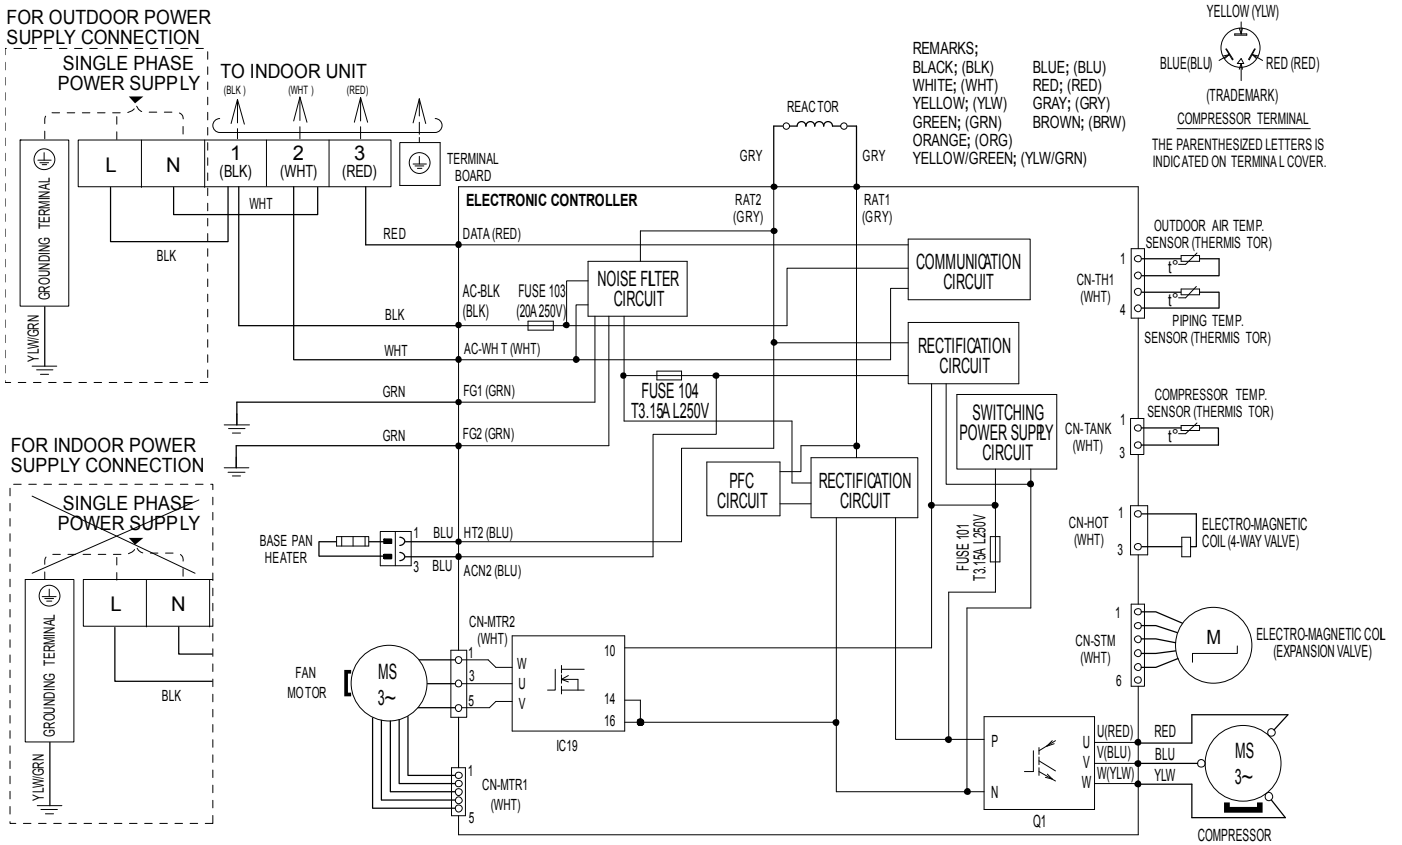 FOR OUTDOOR POWER
SUPPLY CONNECTION
SINGLE PHASE
POWER SUPPLY
TO INDOOR UNIT
(BLK)
(WHT)
(RED)
L
N
1
(BLK)
2
(WHT)
3
(RED)
TERMINAL
BOARD
GROUNDING TERMINAL
YLW/GRN
WHT
BLK
RED
BLK
WHT
GRN
GRN
ELECTRONIC CONTROLLER
DATA (RED)
AC-BLK
(BLK)
FUSE 103
(20A 250V)
AC-WHT (WHT)
FG1 (GRN)
FG2 (GRN)
NOISE FILTER
CIRCUIT
REACTOR
GRY
GRY
RAT2
(GRY)
RAT1
(GRY)
REMARKS;
BLACK; (BLK)
WHITE; (WHT)
YELLOW; (YLW)
GREEN; (GRN)
ORANGE; (ORG)
YELLOW/GREEN; (YLW/GRN)
BLUE; (BLU)
RED; (RED)
GRAY; (GRY)
BROWN; (BRW)
YELLOW (YLW)
BLUE(BLU)
RED (RED)
(TRADEMARK)
COMPRESSOR TERMINAL
THE PARENTHESIZED LETTERS IS
INDICATED ON TERMINAL COVER.
COMMUNICATION
CIRCUIT
RECTIFICATION
CIRCUIT
FUSE 104
T3.15A L250V
SWITCHING
POWER SUPPLY
CIRCUIT
PFC
CIRCUIT
RECTIFICATION
CIRCUIT
FUSE 101
T3.15A L250V
OUTDOOR AIR TEMP.
SENSOR (THERMISTOR)
1
t°
CN-TH1
(WHT)
t°
4
PIPING TEMP.
SENSOR (THERMISTOR)
COMPRESSOR TEMP.
SENSOR (THERMISTOR)
1
CN-TANK
(WHT)
t°
3
1
CN-HOT
(WHT)
3
ELECTRO-MAGNETIC
COIL (4-WAY VALVE)
1
CN-STM
(WHT)
6
M
ELECTRO-MAGNETIC COIL
(EXPANSION VALVE)
FOR INDOOR POWER
SUPPLY CONNECTION
SINGLE PHASE
POWER SUPPLY
L
N
GROUNDING TERMINAL
YLW/GRN
BLK
BASE PAN
HEATER
1
3
BLU
BLU
HT2 (BLU)
ACN2 (BLU)
FAN
MOTOR
MS
3~
CN-MTR2
(WHT)
1
3
5
W
U
V
10
14
16
IC19
1
CN-MTR1
(WHT)
5
P
N
U
V
W
Q1
U(RED)
V(BLU)
W(YLW)
RED
BLU
YLW
MS
3~
COMPRESSOR